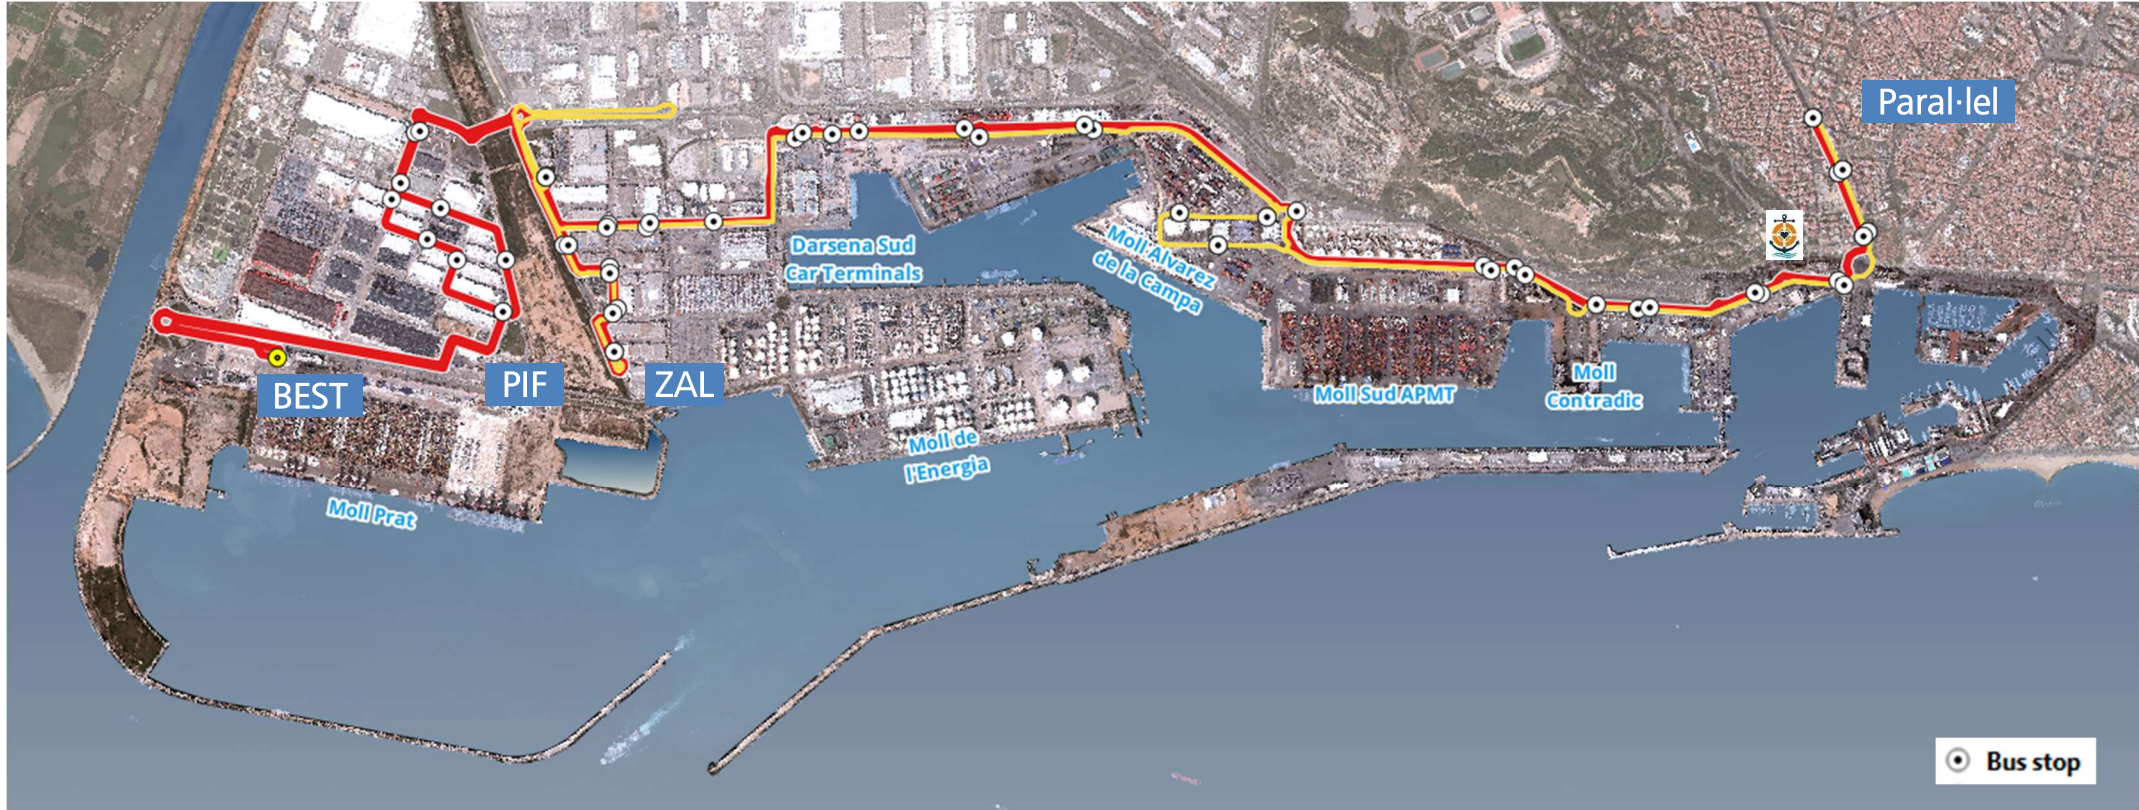 Paral·lel
Darsena Sud
Car Terminals
Moll Alvarez
de la Campa
BEST
PIF
ZAL
Moll Sud APMT
Moll
Contradic
Moll de
l'Energia
Moll Prat
Bus stop